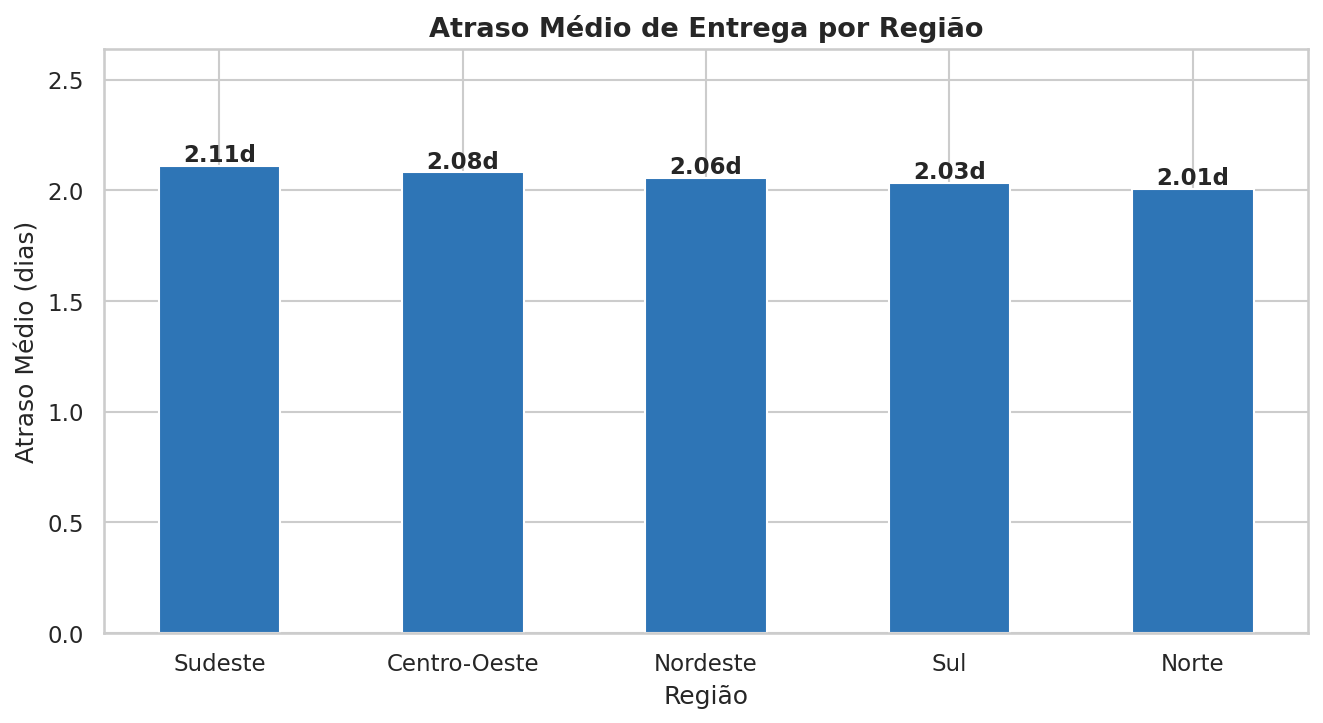 Atraso Médio de Entrega por Região
Atraso Médio (dias)
2.5
2.0
1.5
1.0
0.5
0.0
2.11d
2.08d
2.06d
2.03d
2.01d
Sudeste
Centro-Oeste
Nordeste
Sul
Norte
Região